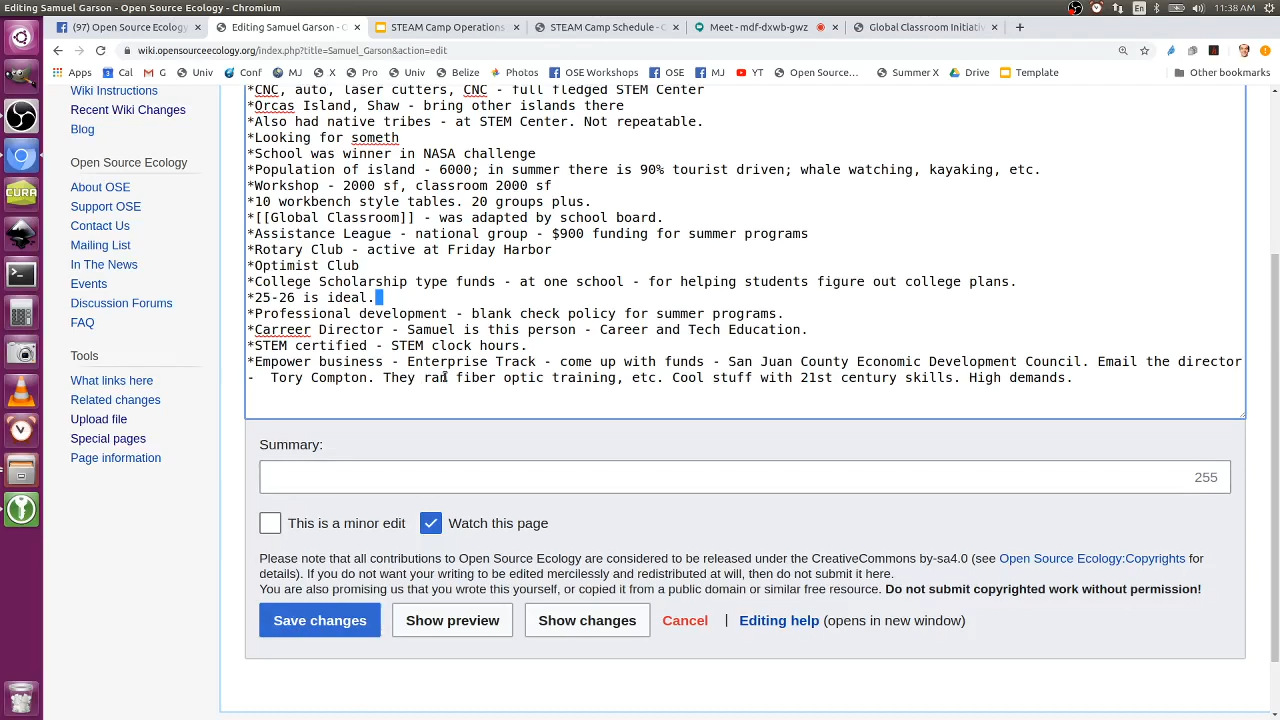 Editing Samuel Garson - Open Source Ecology - Chromium
En
11:38 AM
(97) Open Source Ecology
Editing Samuel Garson - O
STEAM Camp Operations
STEAM Camp Schedule - O
Meet - mdf-dxwb-gwz
Global Classroom Initiativ
wiki.opensourceecology.org/index.php?title=Samuel_Garson&action=edit
Apps
Cal
G
Univ
Conf
X
Pro
Univ
Belize
Photos
OSE Workshops
OSE
MJ
YT
Open Source...
Summer X
Drive
Template
Other bookmarks
Wiki Instructions
Recent Wiki Changes
Blog
Open Source Ecology
About OSE
Support OSE
Contact Us
Mailing List
In The News
Events
Discussion Forums
FAQ
Tools
What links here
Related changes
Upload file
Special pages
Page information
*CNC, auto, laser cutters, CNC - full fledged STEM Center
*Orcas Island, Shaw - bring other islands there
*Also had native tribes - at STEM Center. Not repeatable.
*Looking for someth
*School was winner in NASA challenge
*Population of island - 6000; in summer there is 90% tourist driven; whale watching, kayaking, etc.
*Workshop - 2000 sf, classroom 2000 sf
*10 workbench style tables. 20 groups plus.
*[[Global Classroom]] - was adapted by school board.
*Assistance League - national group - $900 funding for summer programs
*Rotary Club - active at Friday Harbor
*Optimist Club
*College Scholarship type funds - at one school - for helping students figure out college plans.
*25-26 is ideal.
*Professional development - blank check policy for summer programs.
*Carreer Director - Samuel is this person - Career and Tech Education.
*STEM certified - STEM clock hours.
*Empower business - Enterprise Track - come up with funds - San Juan County Economic Development Council. Email the director
-  Tory Compton. They ran fiber optic training, etc. Cool stuff with 21st century skills. High demands.
Summary:
255
This is a minor edit
Watch this page
Please note that all contributions to Open Source Ecology are considered to be released under the CreativeCommons by-sa4.0 (see Open Source Ecology:Copyrights for
details). If you do not want your writing to be edited mercilessly and redistributed at will, then do not submit it here.
You are also promising us that you wrote this yourself, or copied it from a public domain or similar free resource. Do not submit copyrighted work without permission!
Save changes
Show preview
Show changes
Cancel
|
Editing help (opens in new window)
CURA